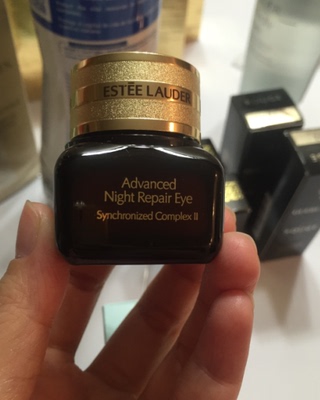 ESTĒE LAUDER
Advanced
Night Repair Eye
Synchronized Complex II